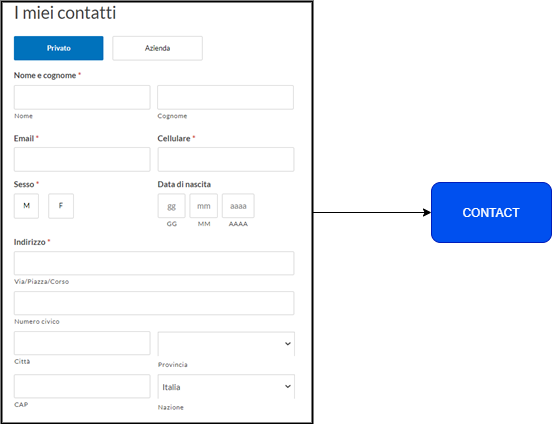 I miei contatti
Privato Azienda
Nome e cognome *
Nome Cognome
Email * Cellulare *
Sesso * Data di nascita
M F gg mm aaaa
GG MM AAAA
CONTACT
Indirizzo *
Via/Piazza/Corso
Numero civico
Città Provincia
Italia
CAP Nazione